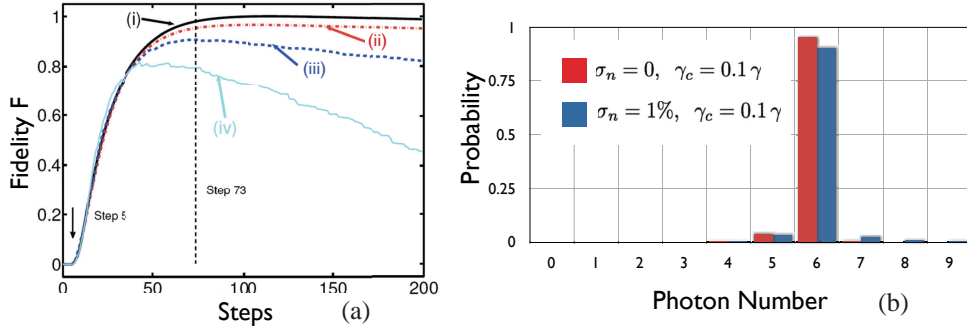 Fidelity F
1
0.8
0.6
0.4
0.2
0
(i)
(ii)
(iii)
(iv)
Step 73
Step 5
0
50
100
150
200
Steps
(a)
Probability
1
0.75
0.5
0.25
0
σₙ = 0, γ_c = 0.1 γ
σₙ = 1%, γ_c = 0.1 γ
0 1 2 3 4 5 6 7 8 9
Photon Number
(b)